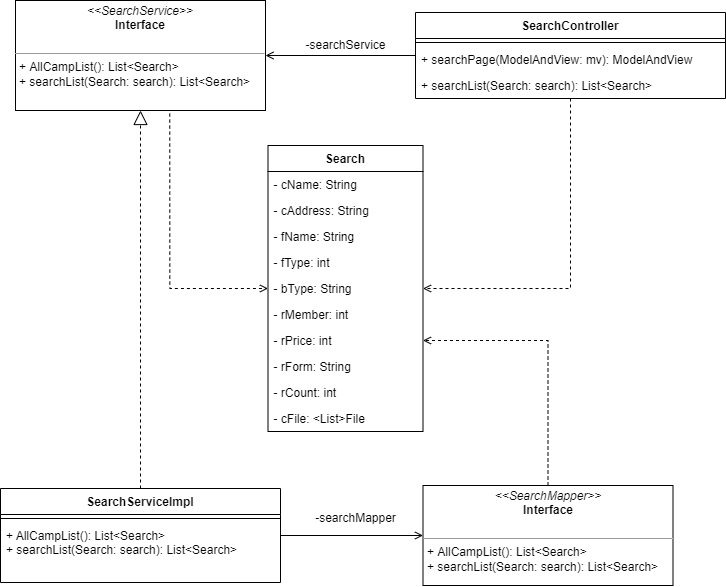 <<SearchService>>
Interface
+ AllCampList(): List<Search>
+ searchList(Search: search): List<Search>
-searchService
SearchController
+ searchPage(ModelAndView: mv): ModelAndView
+ searchList(Search: search): List<Search>
Search
- cName: String
- cAddress: String
- fName: String
- fType: int
- bType: String
- rMember: int
- rPrice: int
- rForm: String
- rCount: int
- cFile: <List>File
SearchServiceImpl
+ AllCampList(): List<Search>
+ searchList(Search: search): List<Search>
-searchMapper
<<SearchMapper>>
Interface
+ AllCampList(): List<Search>
+ searchList(Search: search): List<Search>